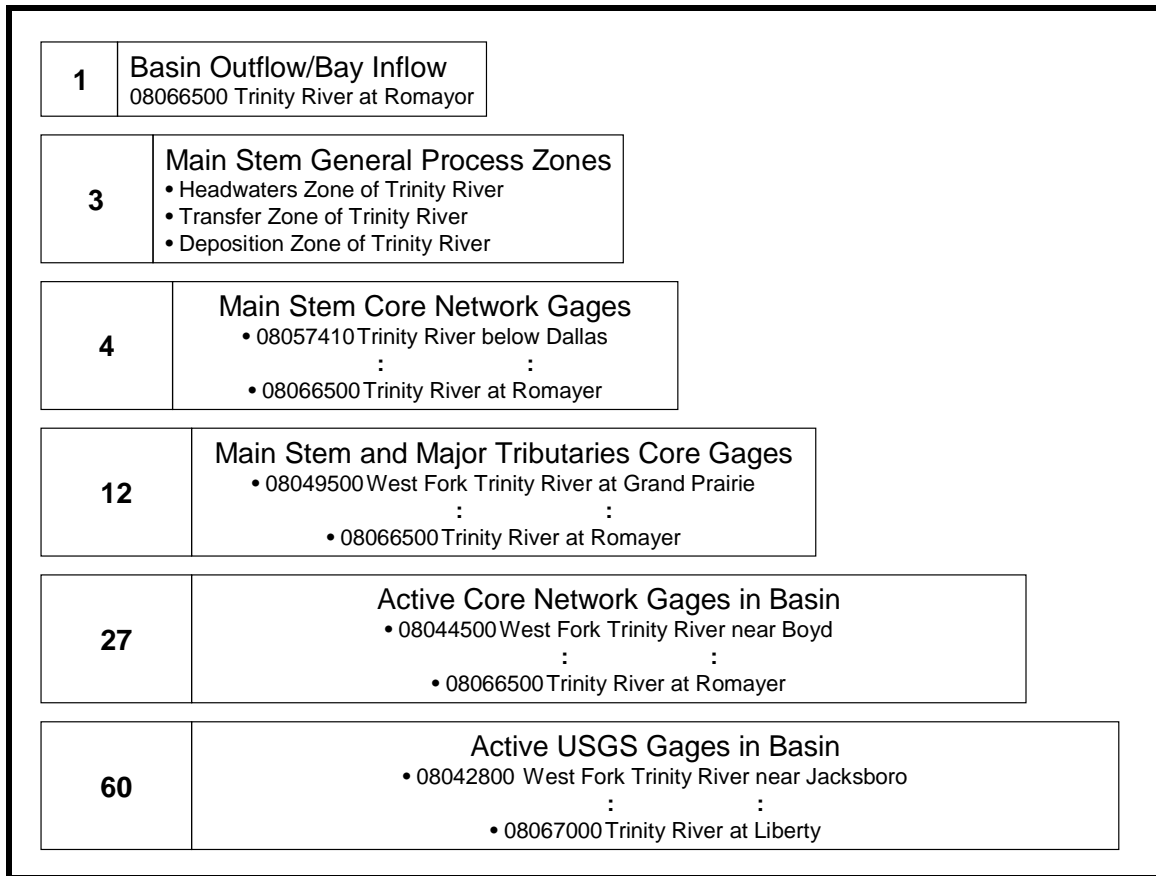 1
Basin Outflow/Bay Inflow
08066500 Trinity River at Romayor
3
Main Stem General Process Zones
• Headwaters Zone of Trinity River
• Transfer Zone of Trinity River
• Deposition Zone of Trinity River
4
Main Stem Core Network Gages
• 08057410 Trinity River below Dallas
: :
• 08066500 Trinity River at Romayer
12
Main Stem and Major Tributaries Core Gages
• 08049500 West Fork Trinity River at Grand Prairie
: :
• 08066500 Trinity River at Romayer
27
Active Core Network Gages in Basin
• 08044500 West Fork Trinity River near Boyd
: :
• 08066500 Trinity River at Romayer
60
Active USGS Gages in Basin
• 08042800 West Fork Trinity River near Jacksboro
: :
• 08067000 Trinity River at Liberty